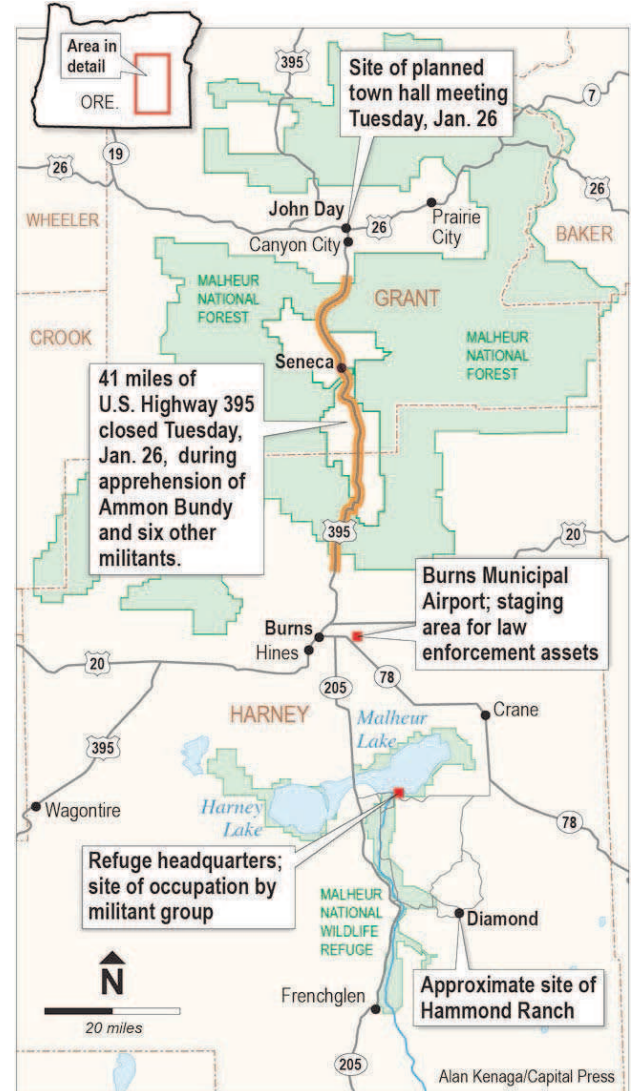 Area in
detail
ORE.
395
Site of planned
town hall meeting
Tuesday, Jan. 26
7
19
26
26
WHEELER
John Day
26
Prairie
City
BAKER
Canyon City
MALHEUR
NATIONAL
FOREST
GRANT
CROOK
MALHEUR
NATIONAL
FOREST
Seneca
41 miles of
U.S. Highway 395
closed Tuesday,
Jan. 26, during
apprehension of
Ammon Bundy
and six other
militants.
395
20
Burns Municipal
Airport; staging
area for law
enforcement assets
Burns
Hines
20
205
78
HARNEY
Malheur
Lake
Crane
395
Harney
Lake
Wagontire
78
Refuge headquarters;
site of occupation by
militant group
MALHEUR
NATIONAL
WILDLIFE
REFUGE
Diamond
N
20 miles
Frenchglen
Approximate site of
Hammond Ranch
205
Alan Kenaga/Capital Press